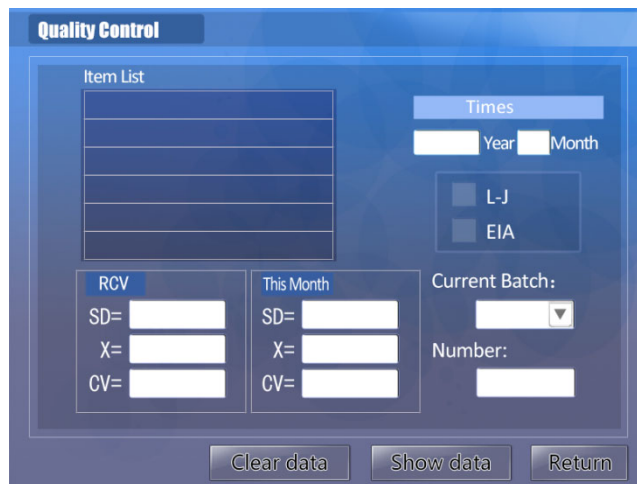 Quality Control
Item List
Times
Year Month
L-J
EIA
RCV
SD=
X=
CV=
This Month
SD=
X=
CV=
Current Batch:
Number:
Clear data Show data Return